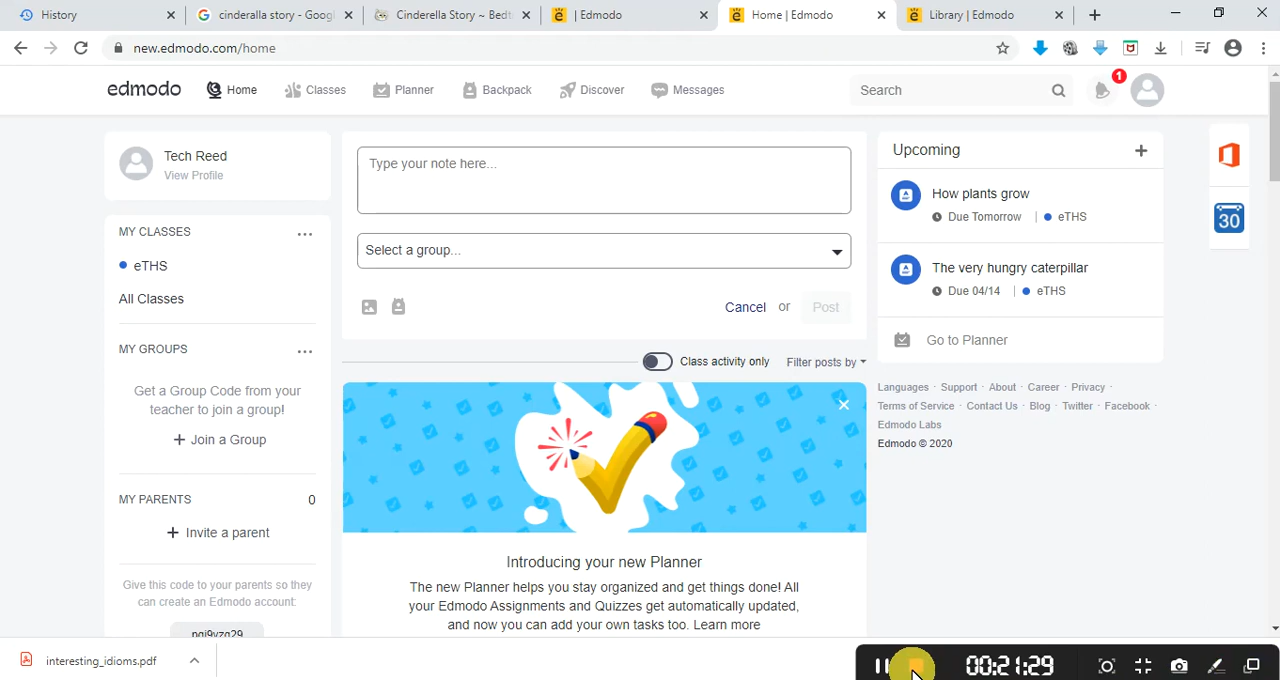 History
cinderalla story - Goog
Cinderella Story ~ Bedt
| Edmodo
Home | Edmodo
Library | Edmodo
new.edmodo.com/home
edmodo
Home
Classes
Planner
Backpack
Discover
Messages
Search
1
Tech Reed
View Profile
MY CLASSES
eTHS
All Classes
MY GROUPS
Get a Group Code from your
teacher to join a group!
+ Join a Group
MY PARENTS 0
+ Invite a parent
Give this code to your parents so they
can create an Edmodo account:
Type your note here...
Select a group...
Cancel or Post
Class activity only Filter posts by
Introducing your new Planner
The new Planner helps you stay organized and get things done! All
your Edmodo Assignments and Quizzes get automatically updated,
and now you can add your own tasks too. Learn more
Upcoming +
How plants grow
Due Tomorrow | eTHS
The very hungry caterpillar
Due 04/14 | eTHS
Go to Planner
Languages · Support · About · Career · Privacy ·
Terms of Service · Contact Us · Blog · Twitter · Facebook ·
Edmodo Labs
Edmodo © 2020
30
interesting_idioms.pdf
00:21:29